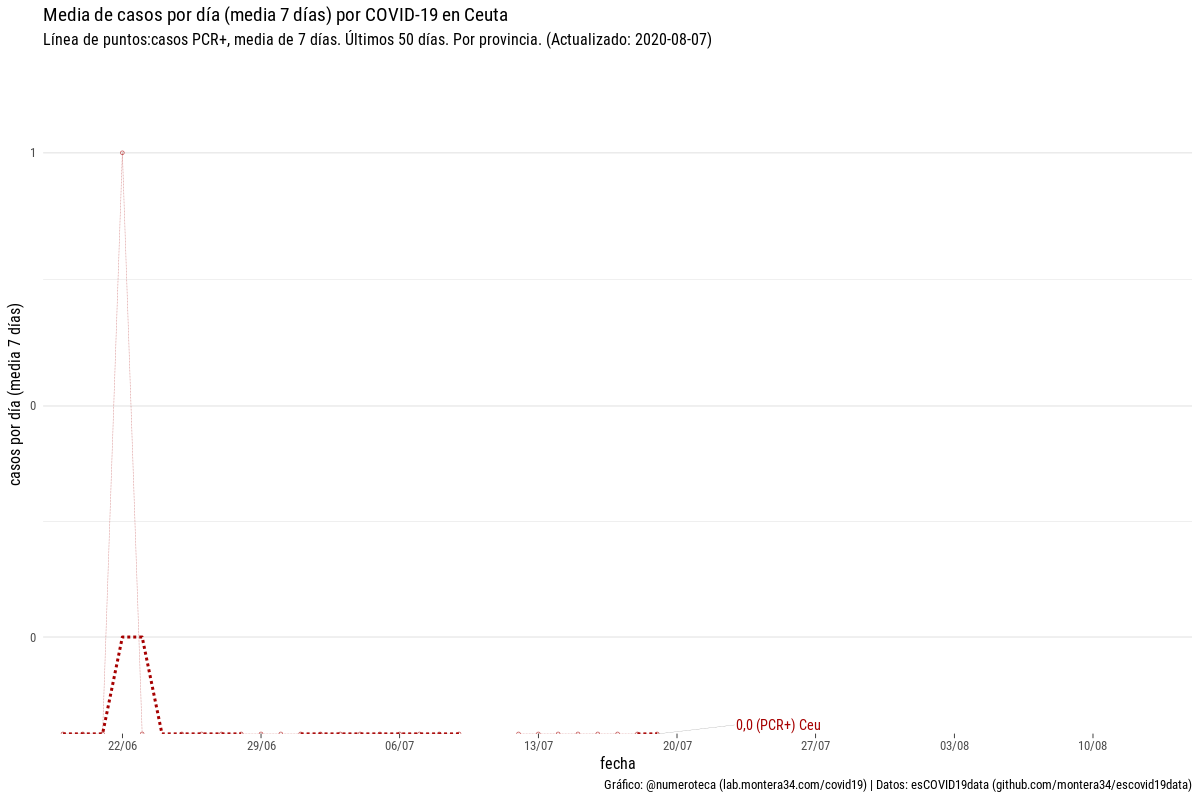 Media de casos por día (media 7 días) por COVID-19 en Ceuta
Línea de puntos:casos PCR+, media de 7 días. Últimos 50 días. Por provincia. (Actualizado: 2020-08-07)
casos por día (media 7 días)
1
0
0
0,0 (PCR+) Ceu
22/06 29/06 06/07 13/07 20/07 27/07 03/08 10/08
fecha
Gráfico: @numeroteca (lab.montera34.com/covid19) | Datos: esCOVID19data (github.com/montera34/escovid19data)